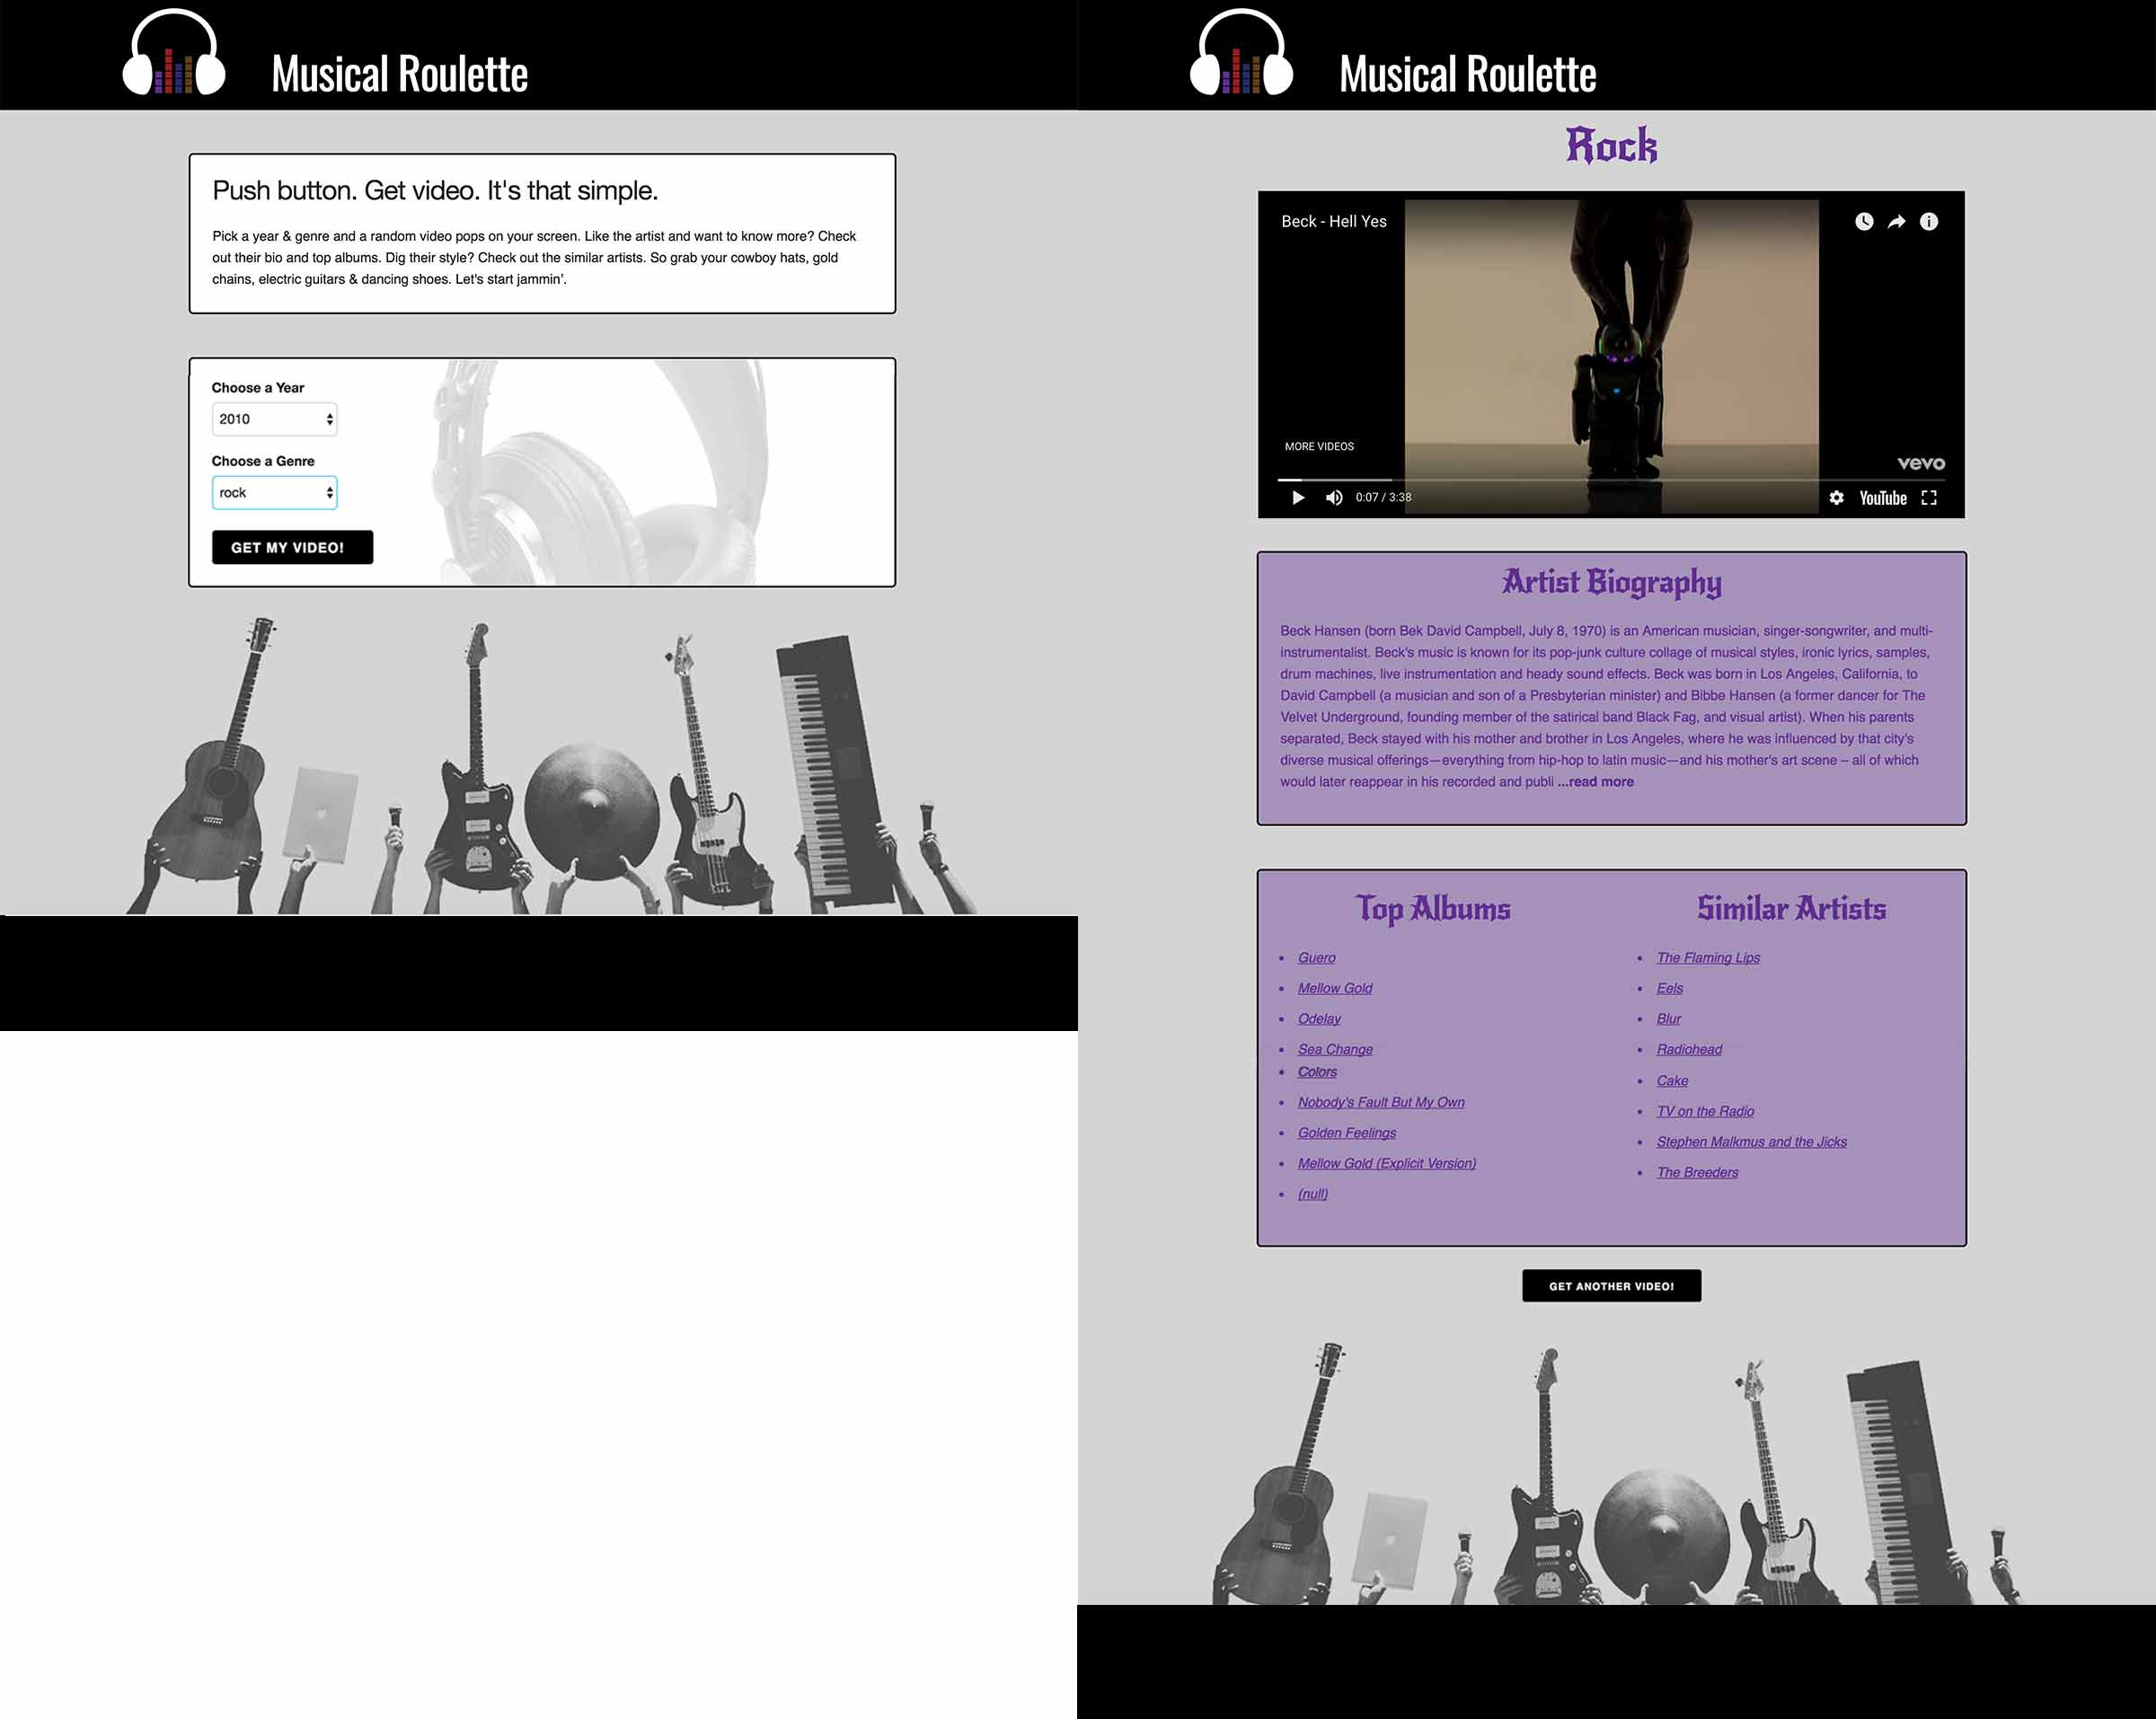 Musical Roulette
Push button. Get video. It's that simple.
Pick a year & genre and a random video pops on your screen. Like the artist and want to know more? Check
out their bio and top albums. Dig their style? Check out the similar artists. So grab your cowboy hats, gold
chains, electric guitars & dancing shoes. Let's start jammin'.
Choose a Year
2010
Choose a Genre
rock
GET MY VIDEO!
Musical Roulette
Rock
Beck - Hell Yes
MORE VIDEOS
vevo
0:07 / 3:38
YouTube
Artist Biography
Beck Hansen (born Bek David Campbell, July 8, 1970) is an American musician, singer-songwriter, and multi-
instrumentalist. Beck's music is known for its pop-junk culture collage of musical styles, ironic lyrics, samples,
drum machines, live instrumentation and heady sound effects. Beck was born in Los Angeles, California, to
David Campbell (a musician and son of a Presbyterian minister) and Bibbe Hansen (a former dancer for The
Velvet Underground, founding member of the satirical band Black Fag, and visual artist). When his parents
separated, Beck stayed with his mother and brother in Los Angeles, where he was influenced by that city's
diverse musical offerings—everything from hip-hop to latin music—and his mother's art scene – all of which
would later reappear in his recorded and publi ...read more
Top Albums
Guero
Mellow Gold
Odelay
Sea Change
Colors
Nobody's Fault But My Own
Golden Feelings
Mellow Gold (Explicit Version)
(null)
Similar Artists
The Flaming Lips
Eels
Blur
Radiohead
Cake
TV on the Radio
Stephen Malkmus and the Jicks
The Breeders
GET ANOTHER VIDEO!